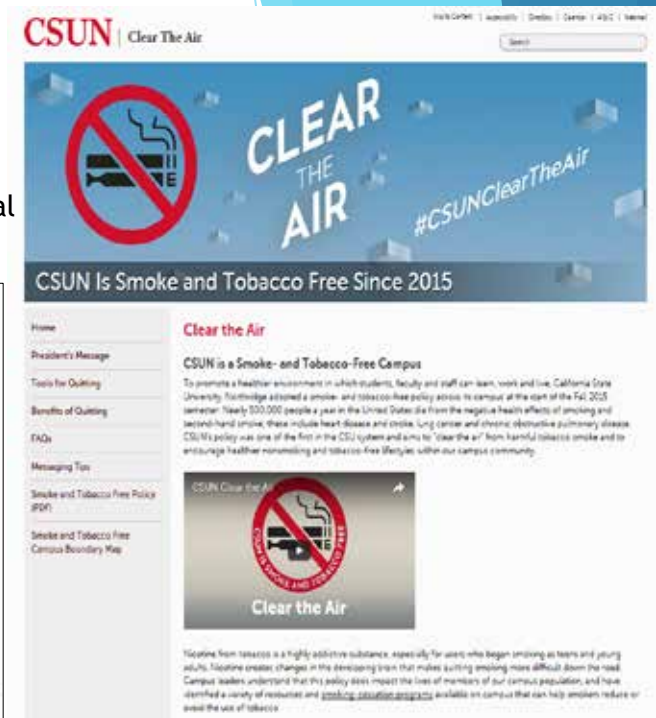 CSUN | Clear The Air
Search
al
CLEAR
THE
AIR
#CSUNClearTheAir
CSUN Is Smoke and Tobacco Free Since 2015
Home
President's Message
Tools for Quitting
Benefits of Quitting
FAQs
Messaging Tips
Smoke and Tobacco Free Policy
(PDF)
Smoke and Tobacco Free
Campus Boundary Map
Clear the Air
CSUN is a Smoke- and Tobacco-Free Campus
To promote a healthier environment in which students, faculty and staff can learn, work and live, California State
University, Northridge adopted a smoke- and tobacco-free policy across its campus at the start of the Fall 2015
semester. Nearly 500,000 people a year in the United States die from the negative health effects of smoking and
second-hand smoke; these include heart disease and stroke, lung cancer and chronic obstructive pulmonary disease.
CSUN's policy was one of the first in the CSU system and aims to "clear the air" from harmful tobacco smoke and to
encourage healthier nonsmoking and tobacco-free lifestyles within our campus community.
CSUN Clear the Air
CSUN IS SMOKE AND TOBACCO FREE
Clear the Air
Nicotine from tobacco is a highly addictive substance, especially for users who began smoking as teens and young
adults. Nicotine creates changes in the developing brain that makes quitting smoking more difficult down the road.
Campus leaders understand that this policy does impact the lives of members of our campus population, and have
identified a variety of resources and smoking-cessation programs available on campus that can help smokers reduce or
avoid the use of tobacco.